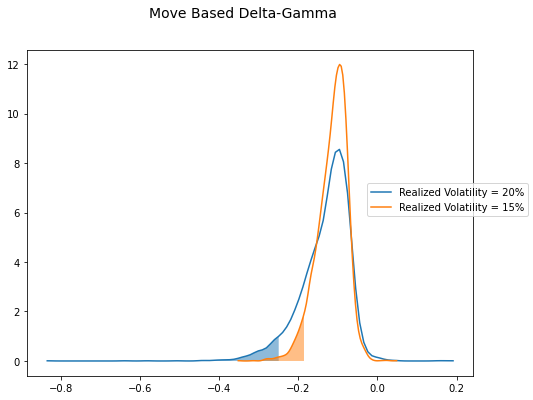 Move Based Delta-Gamma
12
10
8
6
4
2
0
Realized Volatility = 20%
Realized Volatility = 15%
−0.8 −0.6 −0.4 −0.2 0.0 0.2